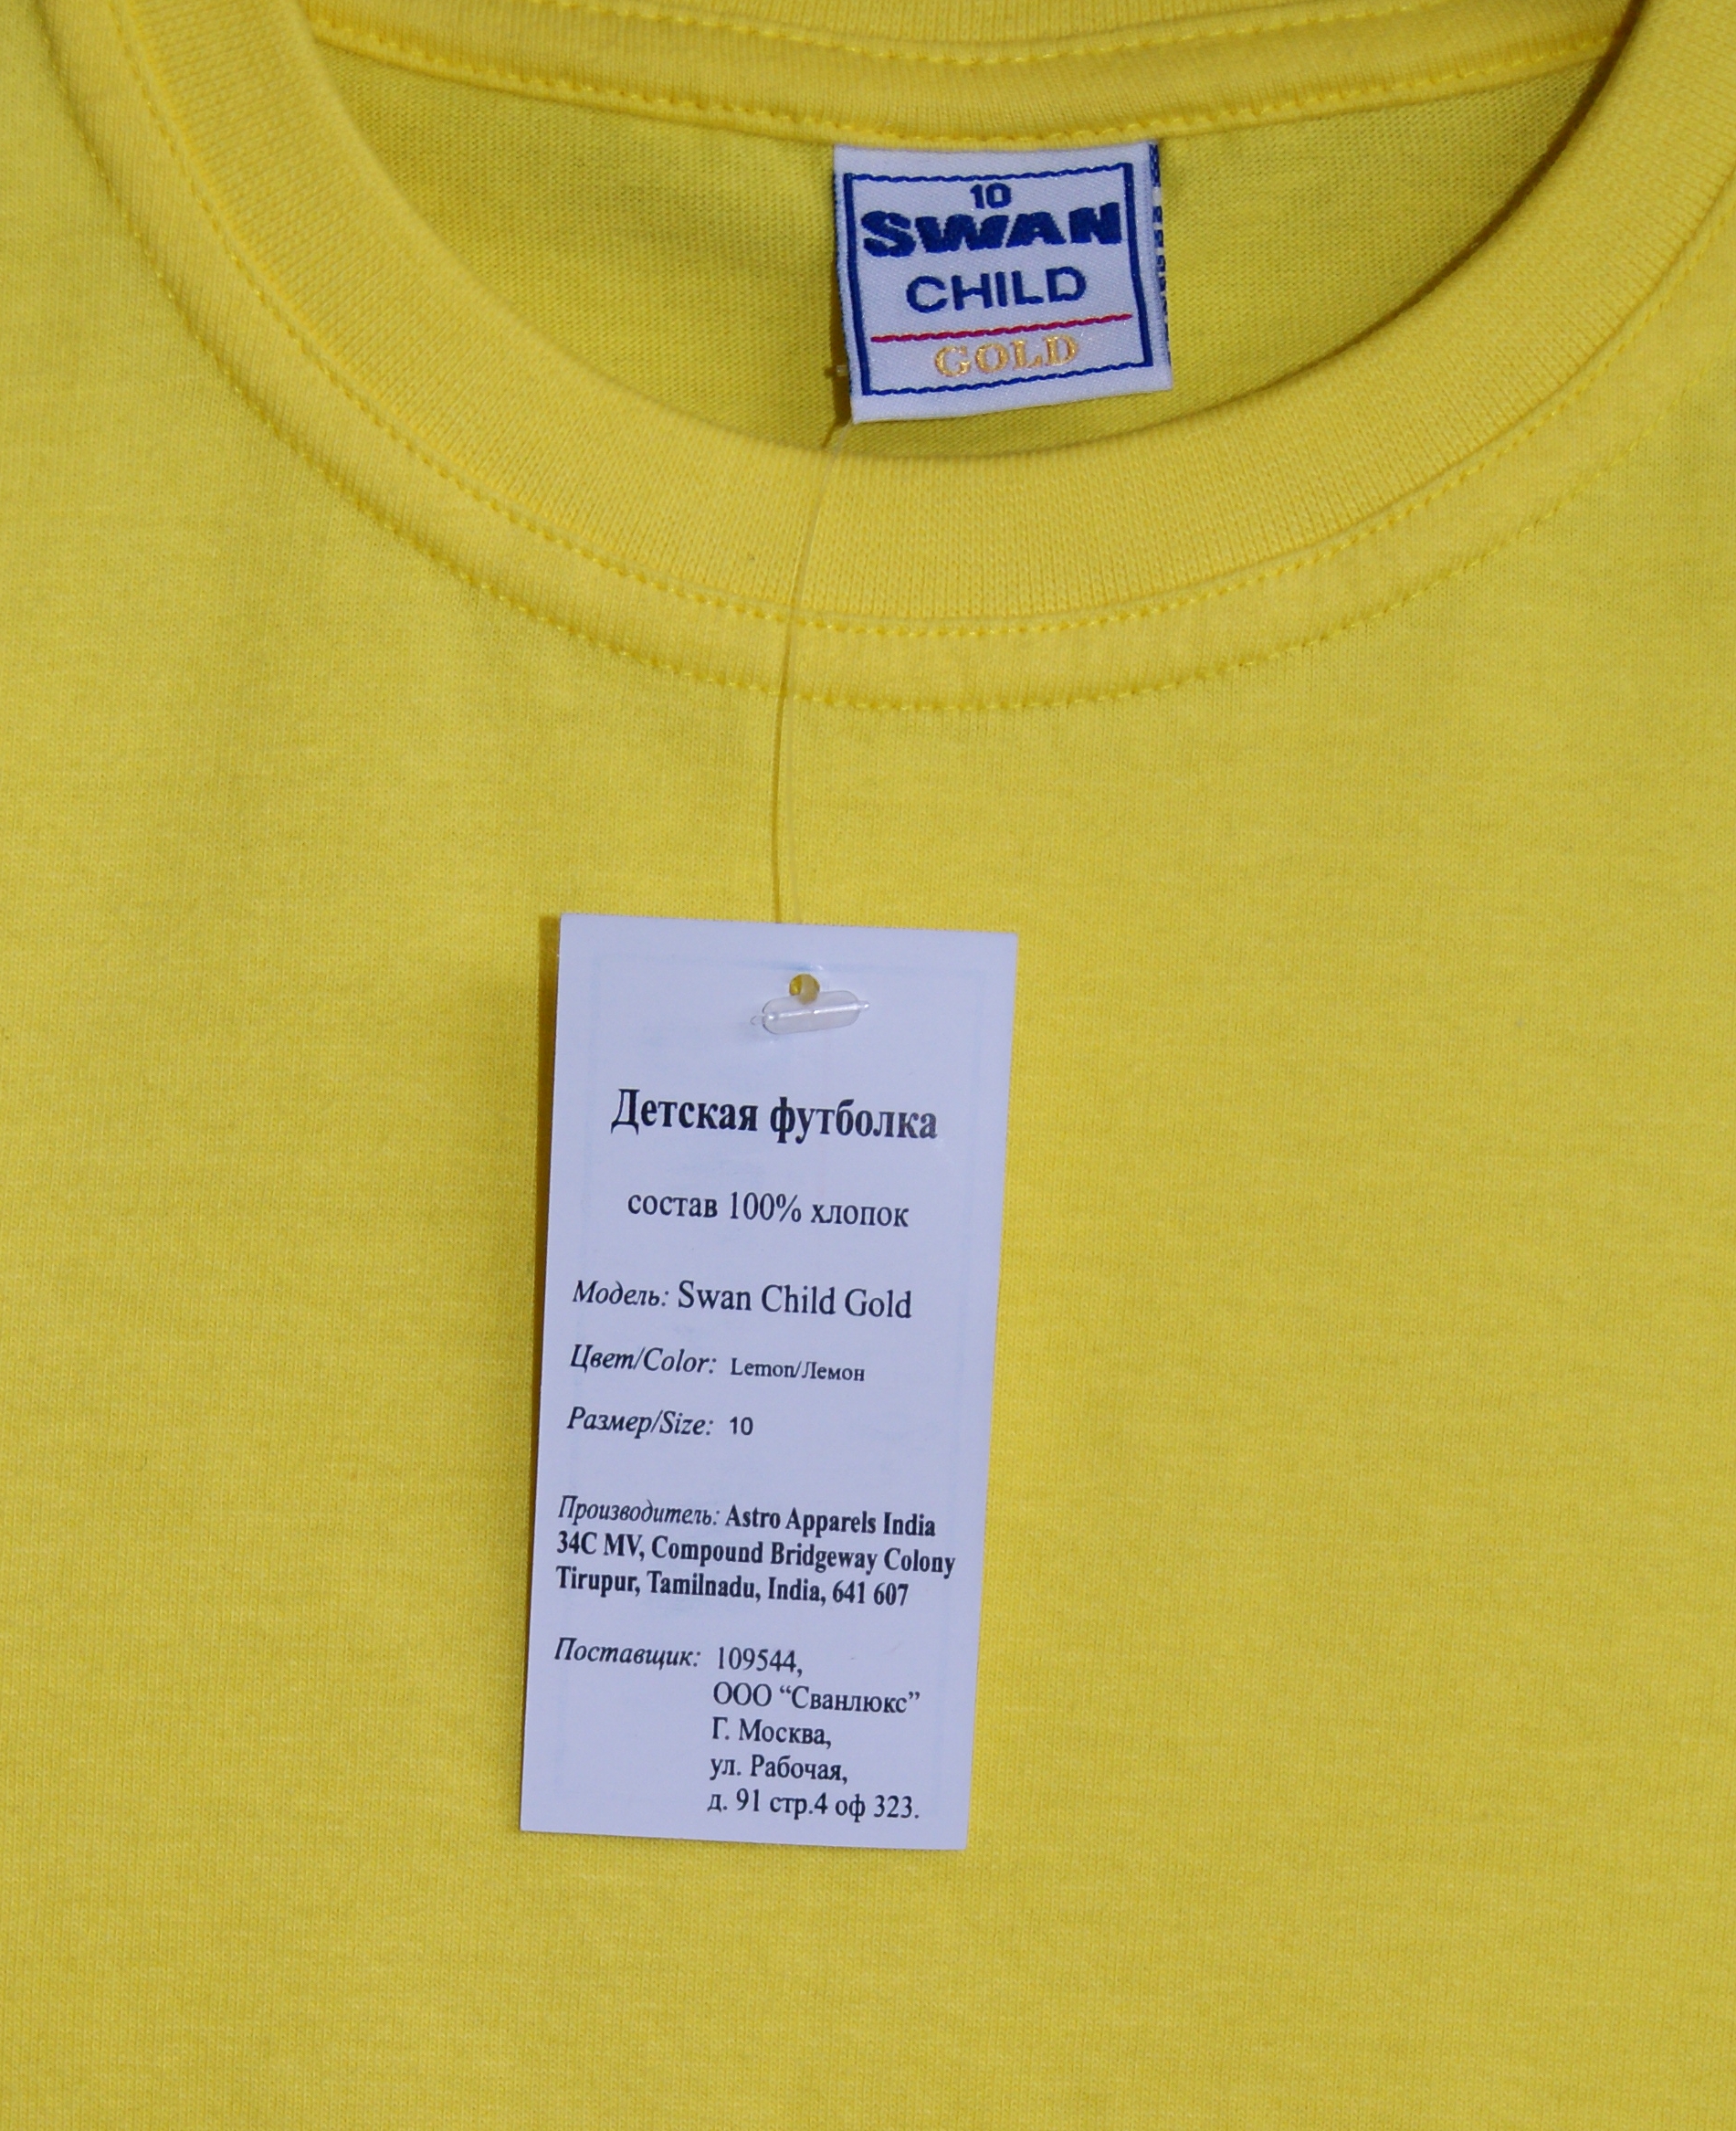 10
SWAN
CHILD
GOLD
Детская футболка
состав 100% хлопок
Модель: Swan Child Gold
Цвет/Color: Lemon/Лемон
Размер/Size: 10
Производитель: Astro Apparels India
34C MV, Compound Bridgeway Colony
Tirupur, Tamilnadu, India, 641 607
Поставщик: 109544,
ООО “Сванлюкс”
Г. Москва,
ул. Рабочая,
д. 91 стр.4 оф 323.